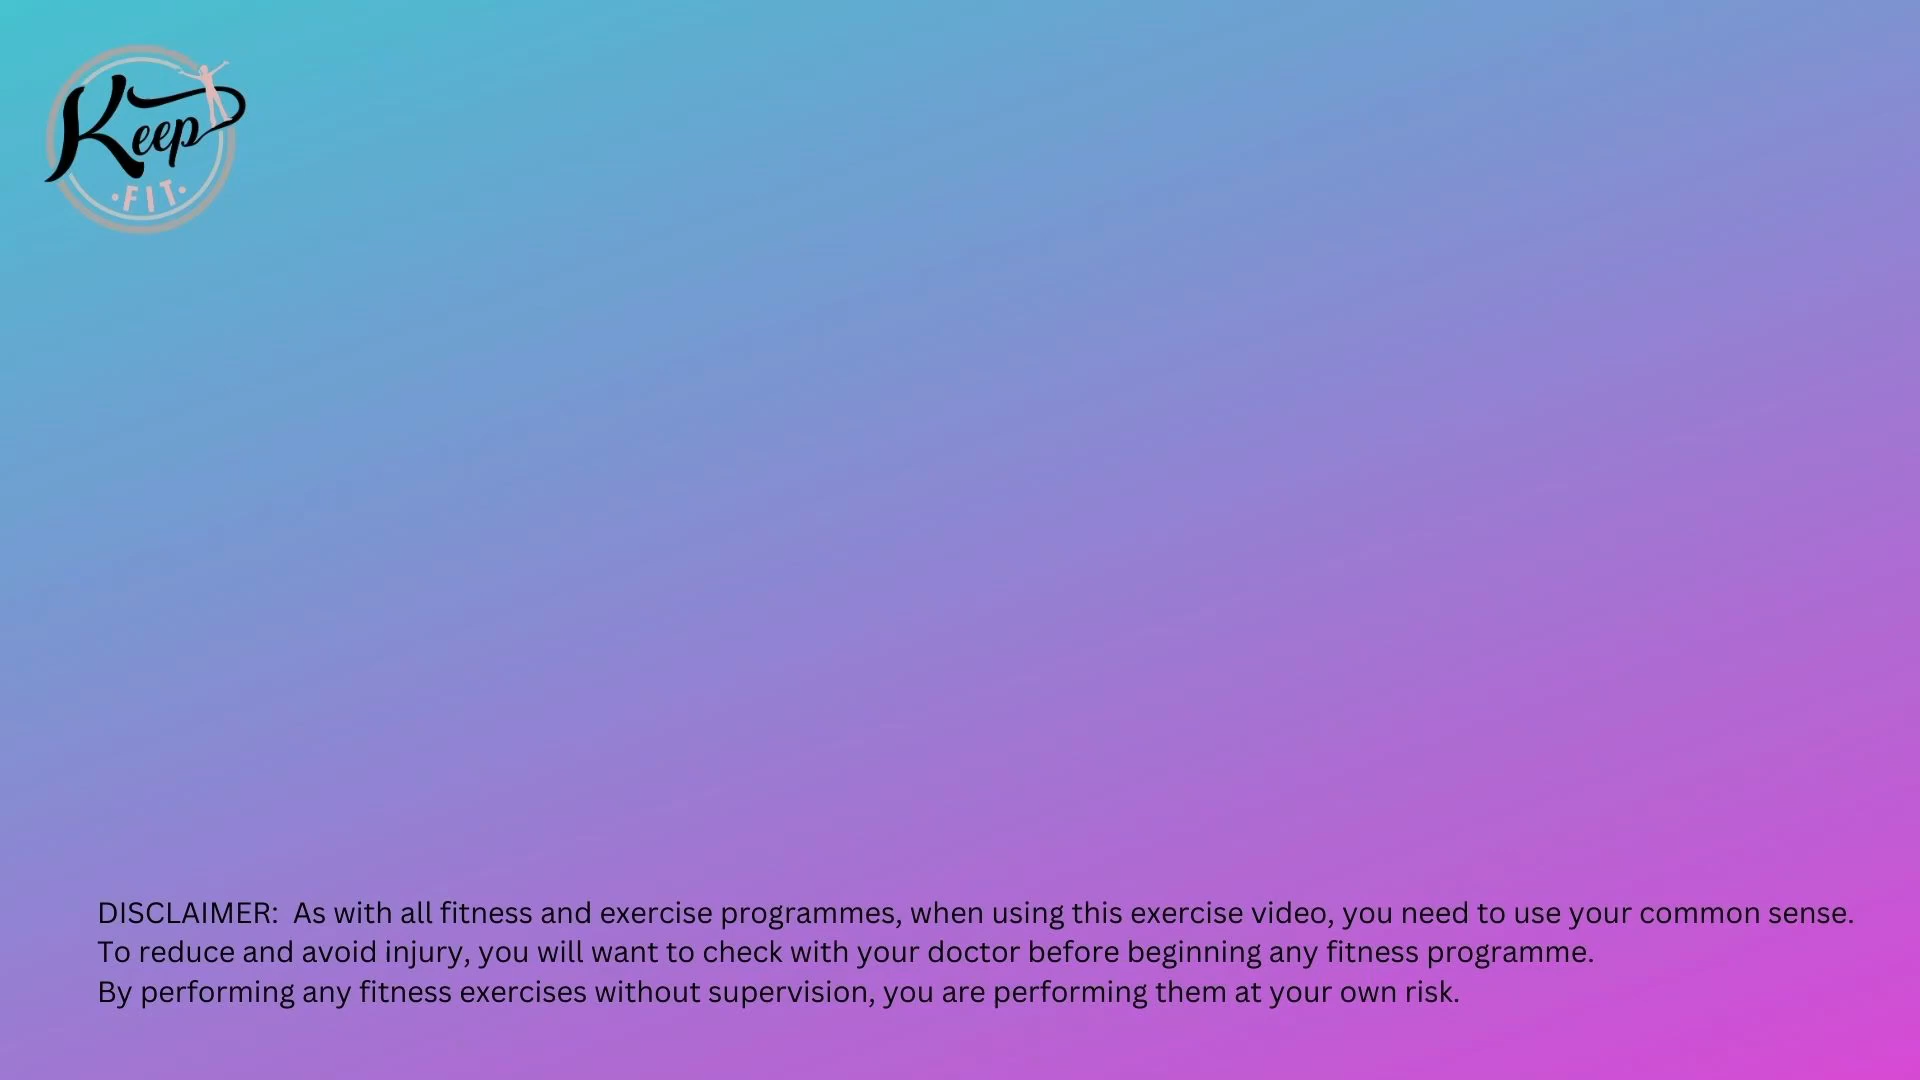 Keep
FIT
DISCLAIMER: As with all fitness and exercise programmes, when using this exercise video, you need to use your common sense.
To reduce and avoid injury, you will want to check with your doctor before beginning any fitness programme.
By performing any fitness exercises without supervision, you are performing them at your own risk.